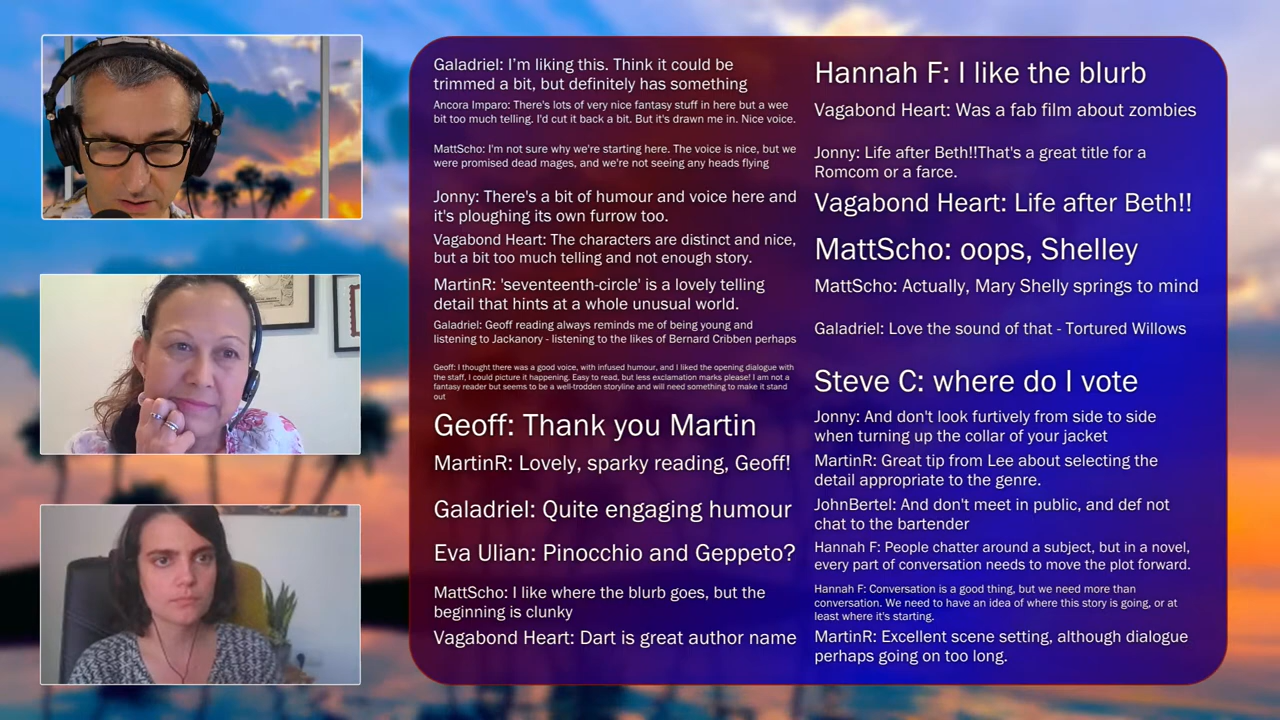 Galadriel: I'm liking this. Think it could be
trimmed a bit, but definitely has something
Ancora Imparo: There's lots of very nice fantasy stuff in here but a wee
bit too much telling. I'd cut it back a bit. But it's drawn me in. Nice voice.
MattScho: I'm not sure why we're starting here. The voice is nice, but we
were promised dead mages, and we're not seeing any heads flying
Jonny: There's a bit of humour and voice here and
it's ploughing its own furrow too.
Vagabond Heart: The characters are distinct and nice,
but a bit too much telling and not enough story.
MartinR: 'seventeenth-circle' is a lovely telling
detail that hints at a whole unusual world.
Galadriel: Geoff reading always reminds me of being young and
listening to Jackanory - listening to the likes of Bernard Cribben perhaps
Geoff: I thought there was a good voice, with infused humour, and I liked the opening dialogue with
the staff, I could picture it happening. Easy to read, but less exclamation marks please! I am not a
fantasy reader but seems to be a well-trodden storyline and will need something to make it stand
out
Geoff: Thank you Martin
MartinR: Lovely, sparky reading, Geoff!
Galadriel: Quite engaging humour
Eva Ulian: Pinocchio and Geppeto?
MattScho: I like where the blurb goes, but the
beginning is clunky
Vagabond Heart: Dart is great author name
Hannah F: I like the blurb
Vagabond Heart: Was a fab film about zombies
Jonny: Life after Beth!!That's a great title for a
Romcom or a farce.
Vagabond Heart: Life after Beth!!
MattScho: oops, Shelley
MattScho: Actually, Mary Shelly springs to mind
Galadriel: Love the sound of that - Tortured Willows
Steve C: where do I vote
Jonny: And don't look furtively from side to side
when turning up the collar of your jacket
MartinR: Great tip from Lee about selecting the
detail appropriate to the genre.
JohnBertel: And don't meet in public, and def not
chat to the bartender
Hannah F: People chatter around a subject, but in a novel,
every part of conversation needs to move the plot forward.
Hannah F: Conversation is a good thing, but we need more than
conversation. We need to have an idea of where this story is going, or at
least where it's starting.
MartinR: Excellent scene setting, although dialogue
perhaps going on too long.